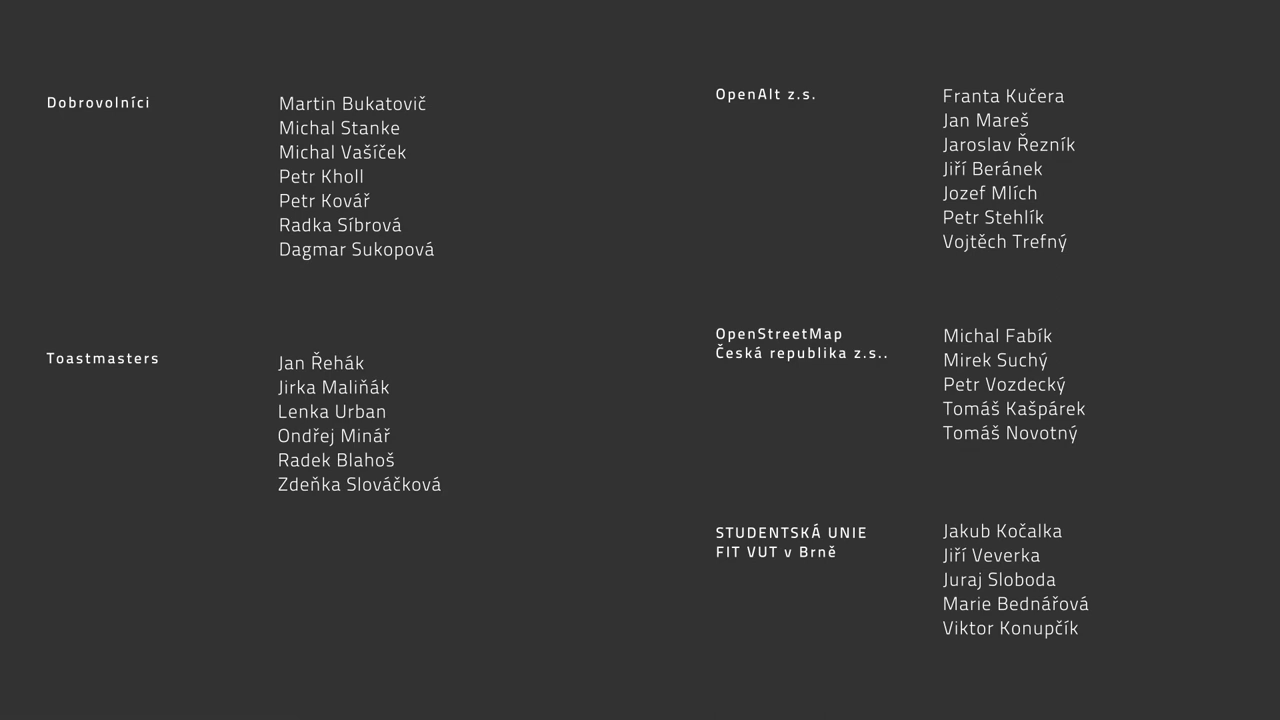 Dobrovolníci
Martin Bukatovič
Michal Stanke
Michal Vašíček
Petr Kholl
Petr Kovář
Radka Síbrová
Dagmar Sukopová
Toastmasters
Jan Řehák
Jirka Maliňák
Lenka Urban
Ondřej Minář
Radek Blahoš
Zdeňka Slováčková
OpenAlt z.s.
Franta Kučera
Jan Mareš
Jaroslav Řezník
Jiří Beránek
Jozef Mlích
Petr Stehlík
Vojtěch Trefný
OpenStreetMap
Česká republika z.s..
Michal Fabík
Mirek Suchý
Petr Vozdecký
Tomáš Kašpárek
Tomáš Novotný
STUDENTSKÁ UNIE
FIT VUT v Brně
Jakub Kočalka
Jiří Veverka
Juraj Sloboda
Marie Bednářová
Viktor Konupčík